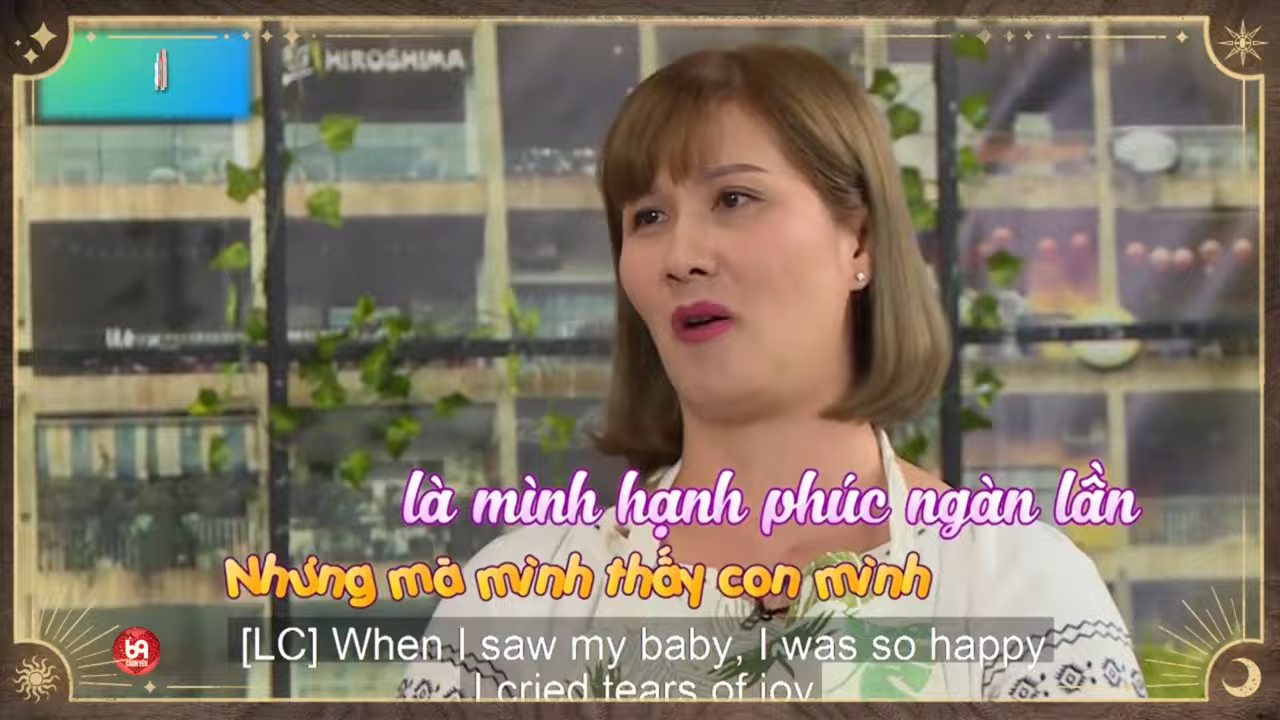 HIROSHIMA
là mình hạnh phúc ngàn lần
Nhưng mà mình thấy con mình
[LC] When I saw my baby, I was so happy
I cried tears of joy